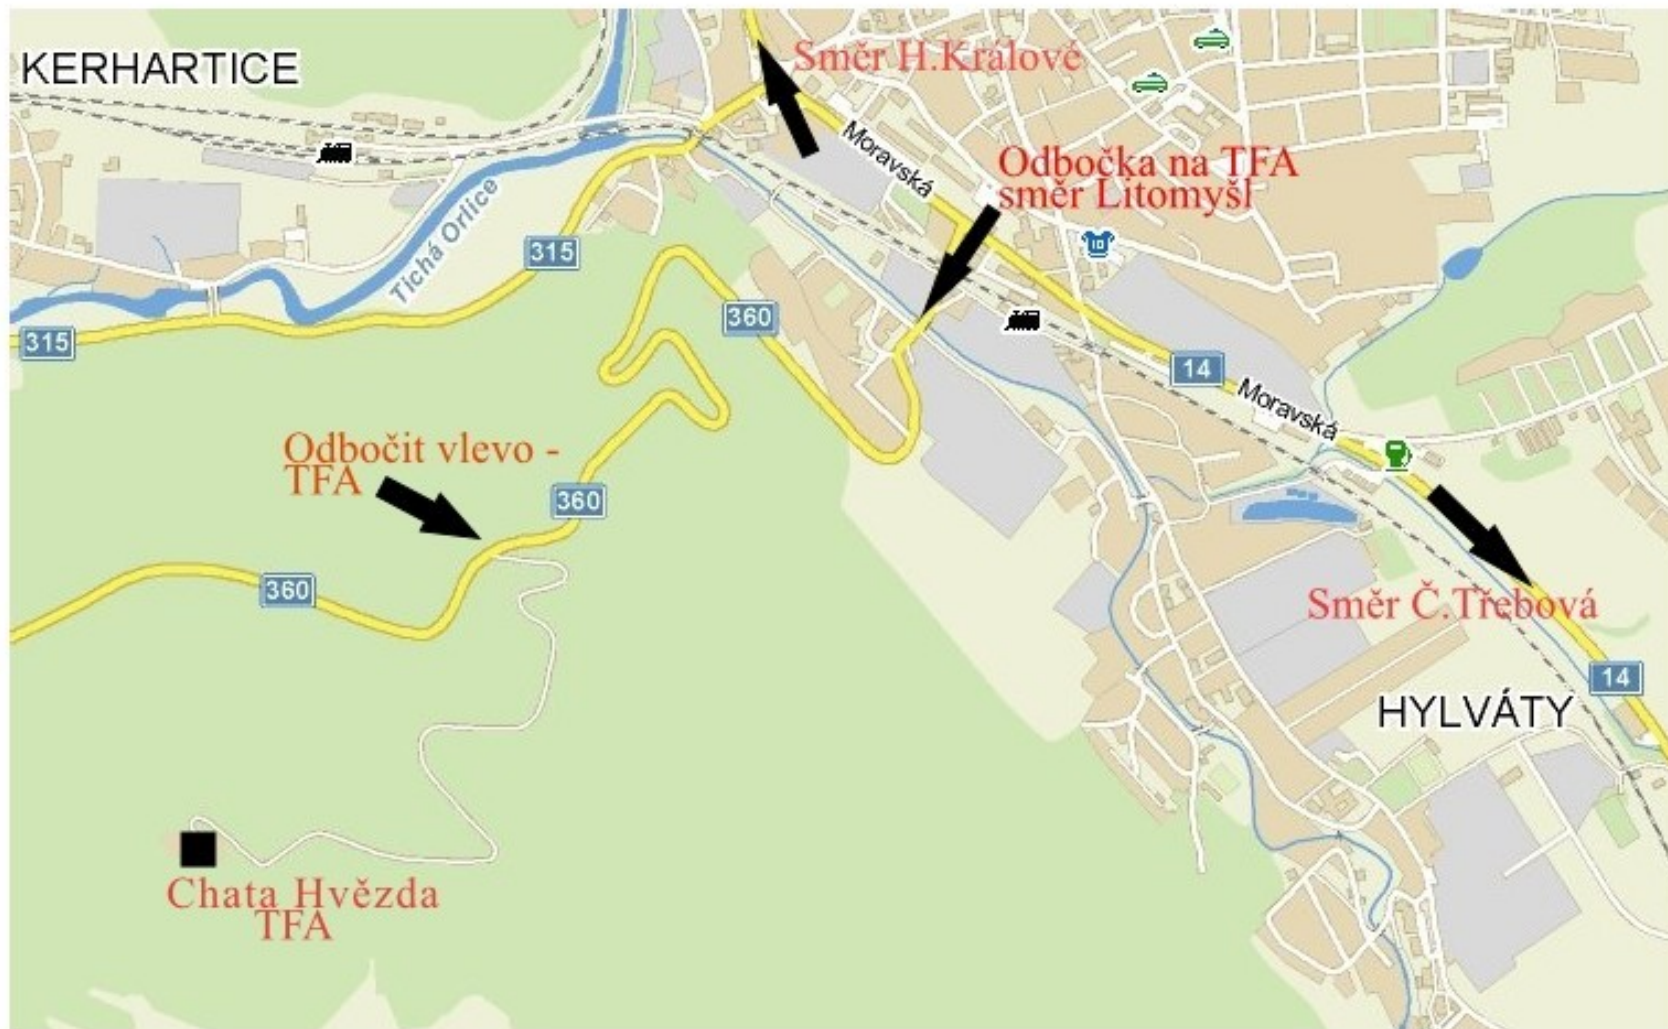 KERHARTICE
Směr H.Králové
Moravská
Odbočka na TFA
směr Litomyšl
10
Tichá Orlice
315
315
360
14
Moravská
Odbočit vlevo -
TFA
360
360
Směr Č.Třebová
14
HYLVÁTY
Chata Hvězda
TFA